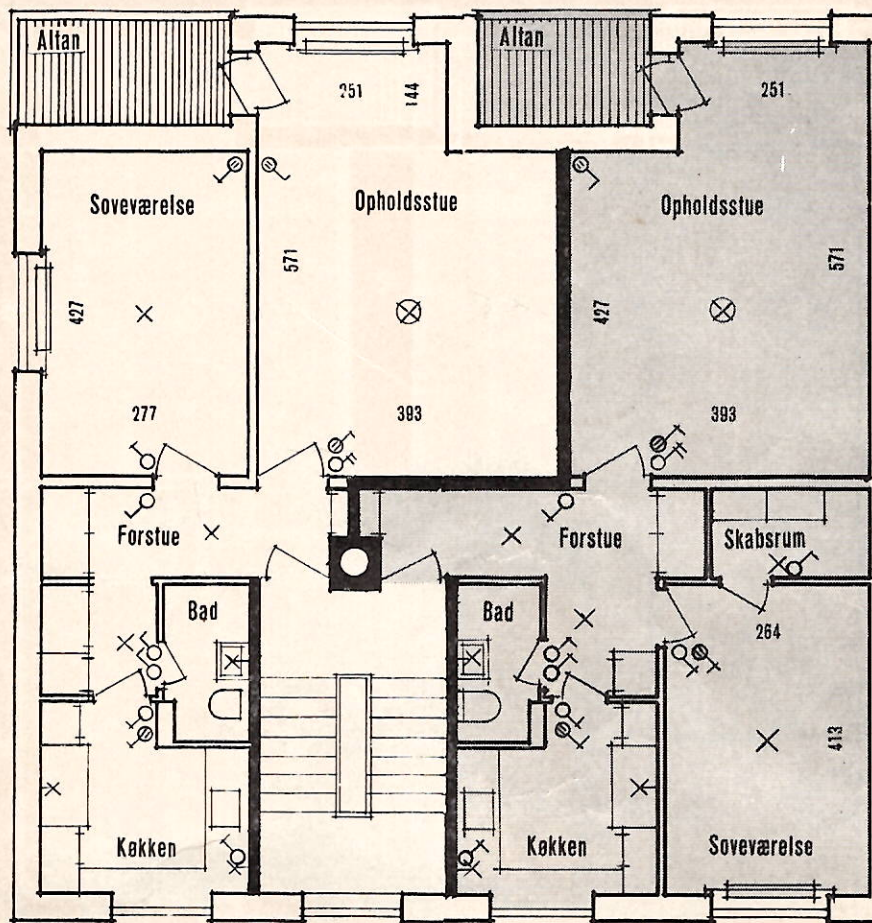 Altan
Altan
251
144
251
Soveværelse
Opholdsstue
Opholdsstue
427
571
427
571
277
393
393
Forstue
Forstue
Skabsrum
Bad
Bad
264
413
Køkken
Køkken
Soveværelse